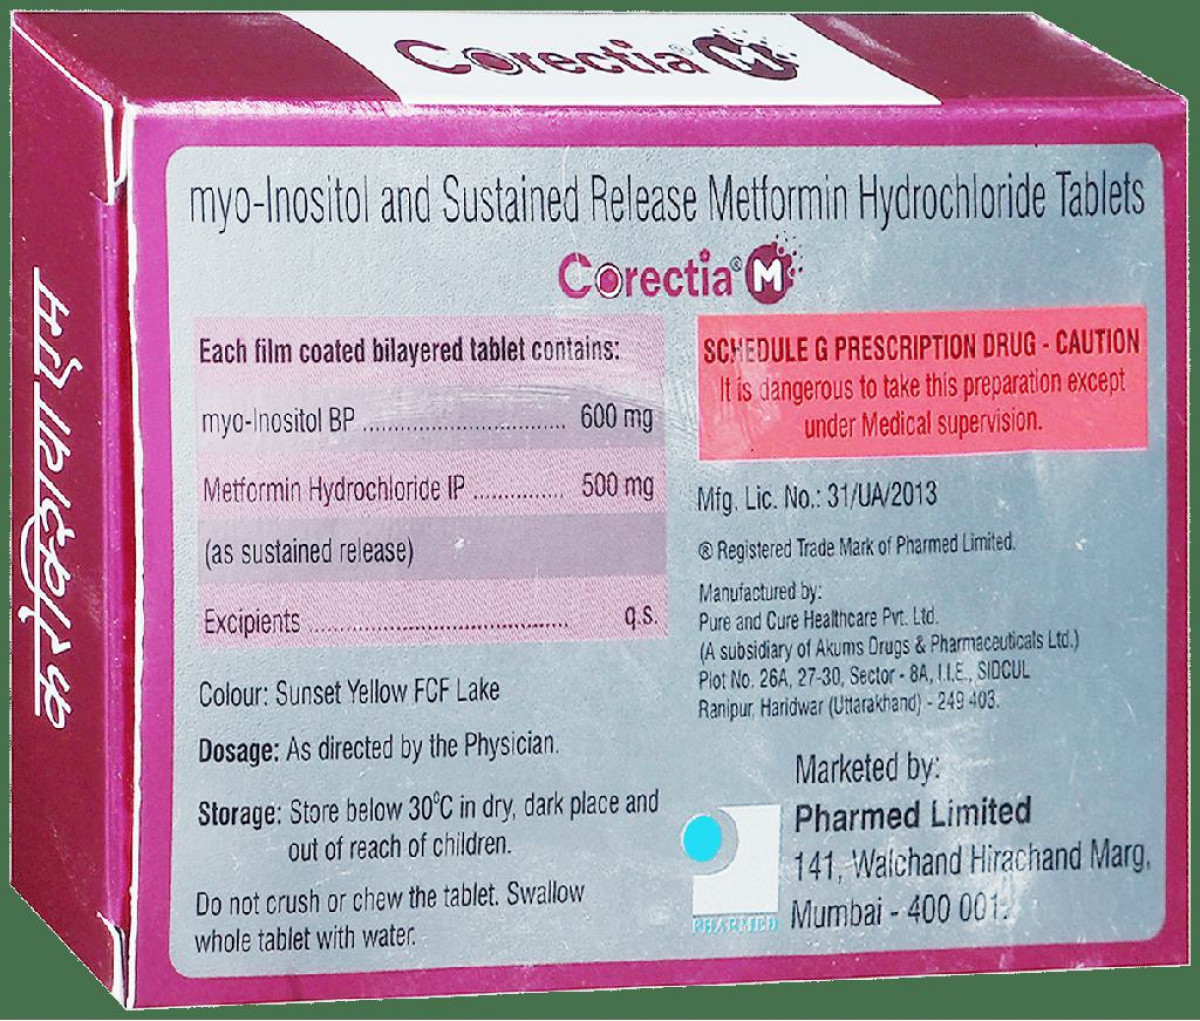 Corectia® M
myo-Inositol and Sustained Release Metformin Hydrochloride Tablets
Corectia® M
Each film coated bilayered tablet contains:
myo-Inositol BP ................................ 600 mg
Metformin Hydrochloride IP ............... 500 mg
(as sustained release)
Excipients ......................................... q.s.
Colour: Sunset Yellow FCF Lake
Dosage: As directed by the Physician.
Storage: Store below 30°C in dry, dark place and
out of reach of children.
Do not crush or chew the tablet. Swallow
whole tablet with water.
SCHEDULE G PRESCRIPTION DRUG - CAUTION
It is dangerous to take this preparation except
under Medical supervision.
Mfg. Lic. No.: 31/UA/2013
® Registered Trade Mark of Pharmed Limited.
Manufactured by:
Pure and Cure Healthcare Pvt. Ltd.
(A subsidiary of Akums Drugs & Pharmaceuticals Ltd.)
Plot No. 26A, 27-30, Sector - 8A, I.I.E., SIDCUL
Ranipur, Haridwar (Uttarakhand) - 249 403.
Marketed by:
Pharmed Limited
141, Walchand Hirachand Marg,
Mumbai - 400 001.
PHARMED